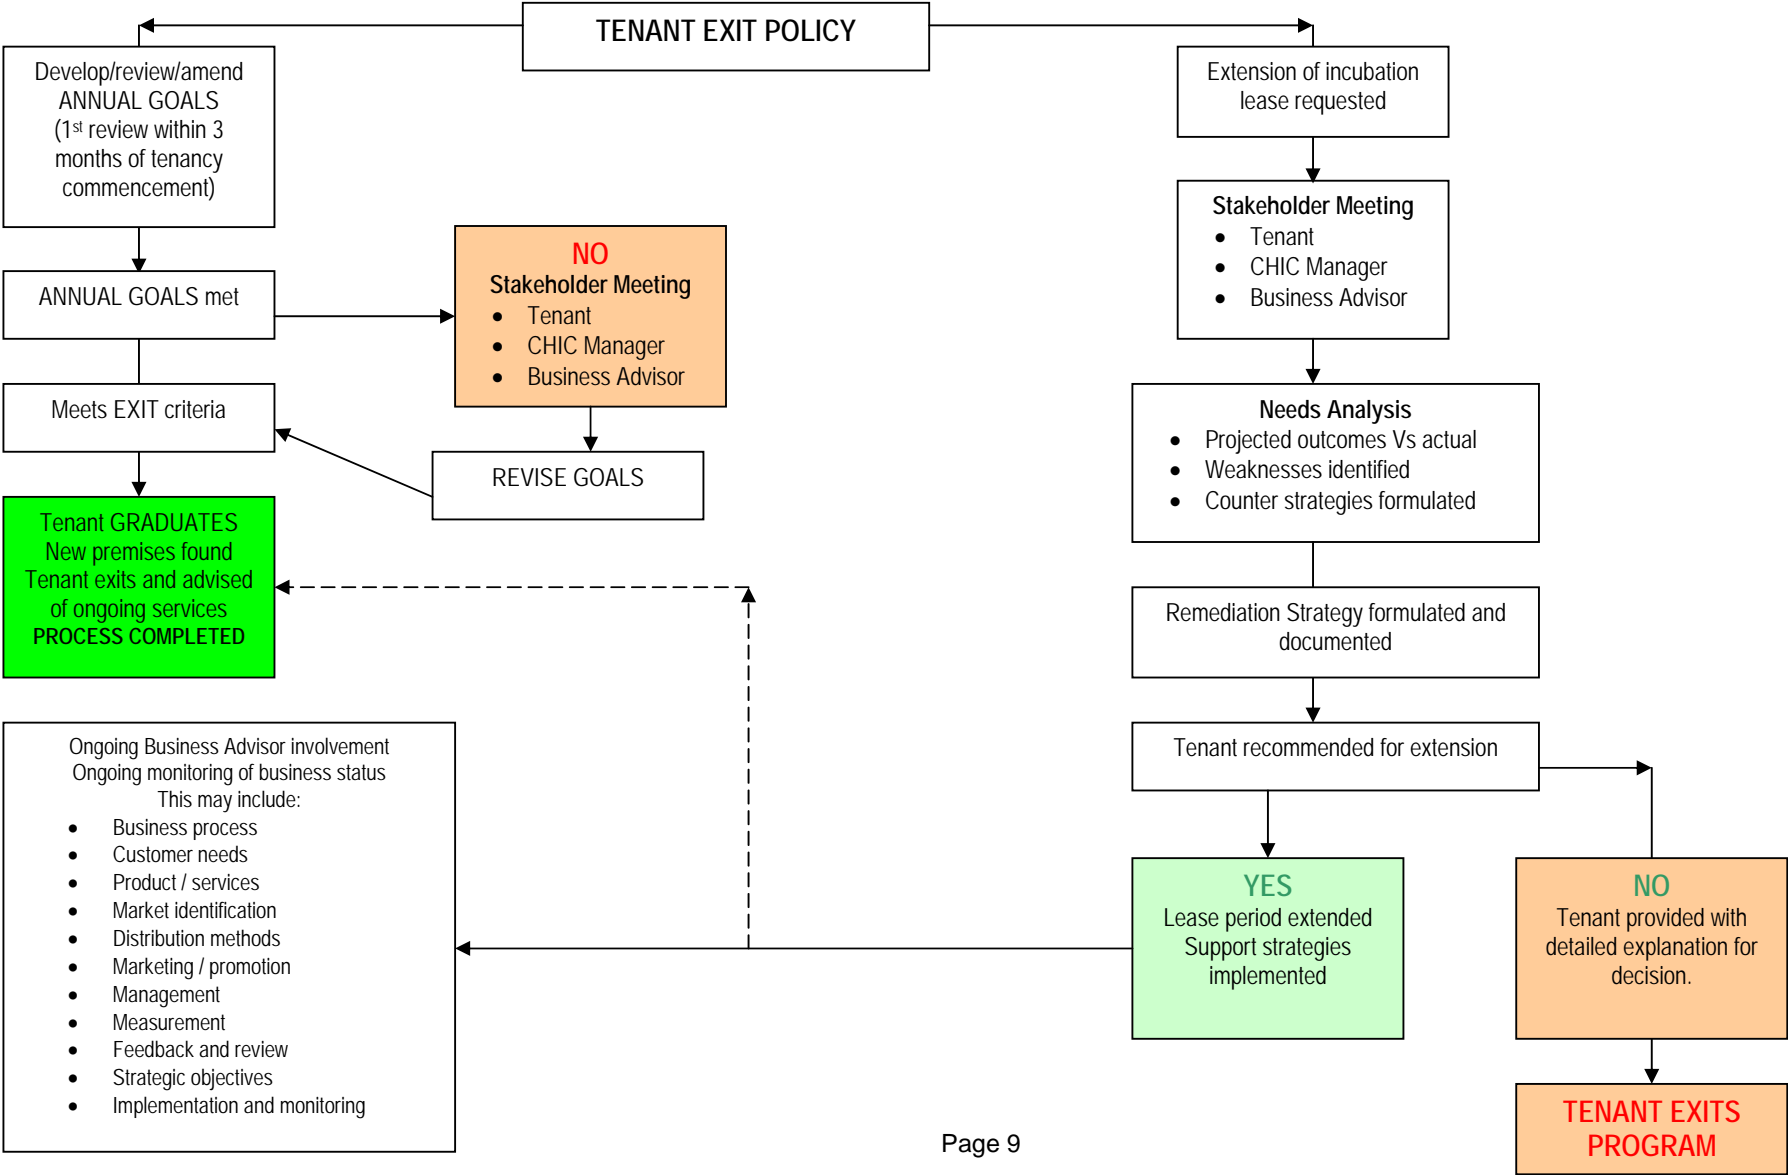 TENANT EXIT POLICY
Develop/review/amend
ANNUAL GOALS
(1st review within 3
months of tenancy
commencement)
ANNUAL GOALS met
Meets EXIT criteria
Tenant GRADUATES
New premises found
Tenant exits and advised
of ongoing services
PROCESS COMPLETED
NO
Stakeholder Meeting
• Tenant
• CHIC Manager
• Business Advisor
REVISE GOALS
Ongoing Business Advisor involvement
Ongoing monitoring of business status
This may include:
• Business process
• Customer needs
• Product / services
• Market identification
• Distribution methods
• Marketing / promotion
• Management
• Measurement
• Feedback and review
• Strategic objectives
• Implementation and monitoring
Extension of incubation
lease requested
Stakeholder Meeting
• Tenant
• CHIC Manager
• Business Advisor
Needs Analysis
• Projected outcomes Vs actual
• Weaknesses identified
• Counter strategies formulated
Remediation Strategy formulated and
documented
Tenant recommended for extension
YES
Lease period extended
Support strategies
implemented
NO
Tenant provided with
detailed explanation for
decision.
TENANT EXITS
PROGRAM
Page 9